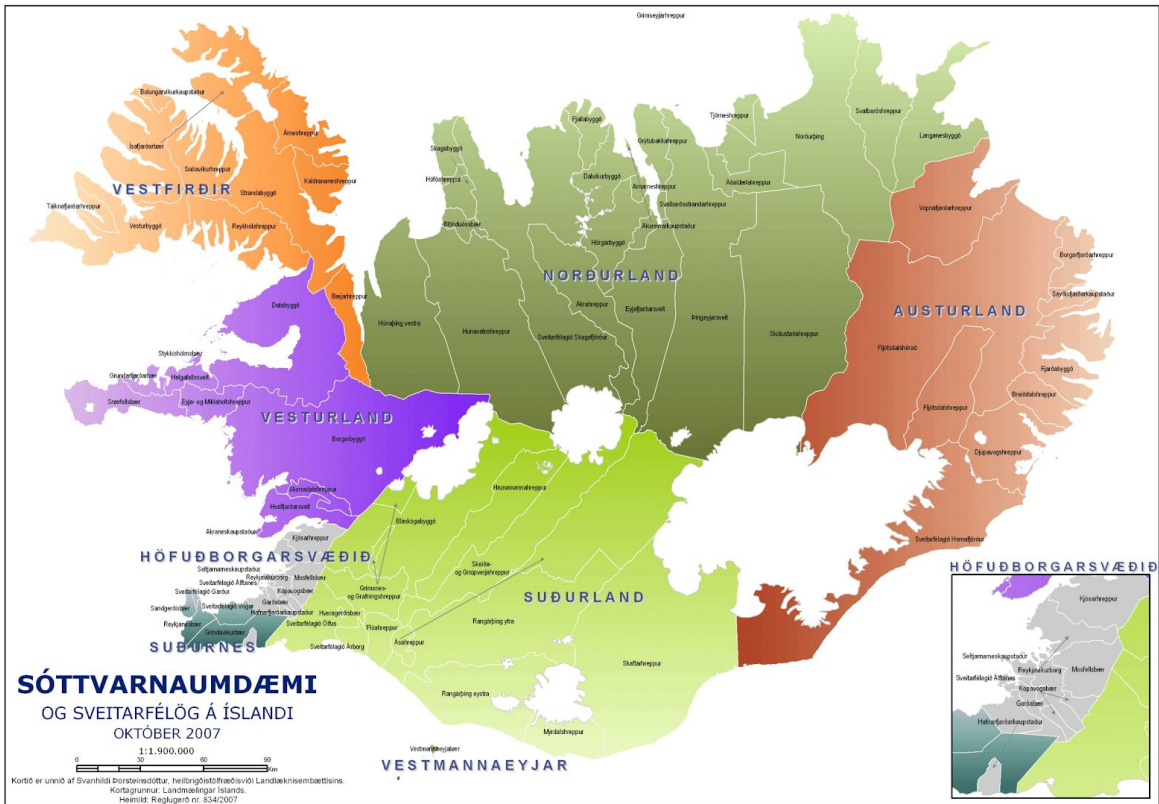 Grímseyjarhreppur
Bolungarvíkurkaupstaður
Ísafjarðarbær
Árneshreppur
Súðavíkurhreppur
Kaldrananeshreppur
VESTFIRÐIR
Strandabyggð
Tálknafjarðarhreppur
Vesturbyggð
Reykhólahreppur
Bæjarhreppur
Skagabyggð
Höfðahreppur
Blönduósbær
Fjallabyggð
Dalvíkurbyggð
Grýtubakkahreppur
Arnarneshreppur
Svalbarðsstrandarhreppur
Akureyrarkaupstaður
Hörgárbyggð
Tjörneshreppur
Aðaldælahreppur
Norðurþing
Svalbarðshreppur
Langanesbyggð
NORÐURLAND
Húnaþing vestra
Húnavatnshreppur
Akrahreppur
Sveitarfélagið Skagafjörður
Eyjafjarðarsveit
Þingeyjarsveit
Skútustaðahreppur
Vopnafjarðarhreppur
Borgarfjarðarhreppur
Seyðisfjarðarkaupstaður
AUSTURLAND
Fljótsdalshérað
Fjarðabyggð
Fljótsdalshreppur
Breiðdalshreppur
Djúpavogshreppur
Sveitarfélagið Hornafjörður
Dalabyggð
Stykkishólmsbær
Grundarfjarðarbær
Helgafellssveit
Snæfellsbær
Eyja- og Miklaholtshreppur
VESTURLAND
Borgarbyggð
Skorradalshreppur
Hvalfjarðarsveit
Akraneskaupstaður
Kjósarhreppur
HÖFUÐBORGARSVÆÐIÐ
Seltjarnarneskaupstaður
Reykjavíkurborg
Mosfellsbær
Sveitarfélagið Álftanes
Kópavogsbær
Sveitarfélagið Garður
Garðabær
Sandgerðisbær
Sveitarfélagið Vogar
Hafnarfjarðarkaupstaður
Reykjanesbær
Grindavíkurbær
SUÐURNES
Bláskógabyggð
Hrunamannahreppur
Skeiða-
og Gnúpverjahreppur
Grímsnes-
og Grafningshreppur
Hveragerðisbær
Sveitarfélagið Ölfus
Flóahreppur
Sveitarfélagið Árborg
Ásahreppur
SUÐURLAND
Rangárþing ytra
Skaftárhreppur
Rangárþing eystra
Mýrdalshreppur
Vestmannaeyjabær
VESTMANNAEYJAR
SÓTTVARNAUMDÆMI
OG SVEITARFÉLÖG Á ÍSLANDI
OKTÓBER 2007
1:1.900.000
0 30 60 90
Km
Kortið er unnið af Svanhildi Þorsteinsdóttur, heilbrigðistölfræðisviði Landlæknisembættisins.
Kortagrunnur: Landmælingar Íslands.
Heimild: Reglugerð nr. 834/2007
HÖFUÐBORGARSVÆÐIÐ
Kjósarhreppur
Seltjarnarneskaupstaður
Reykjavíkurborg
Mosfellsbær
Sveitarfélagið Álftanes
Kópavogsbær
Garðabær
Hafnarfjarðarkaupstaður